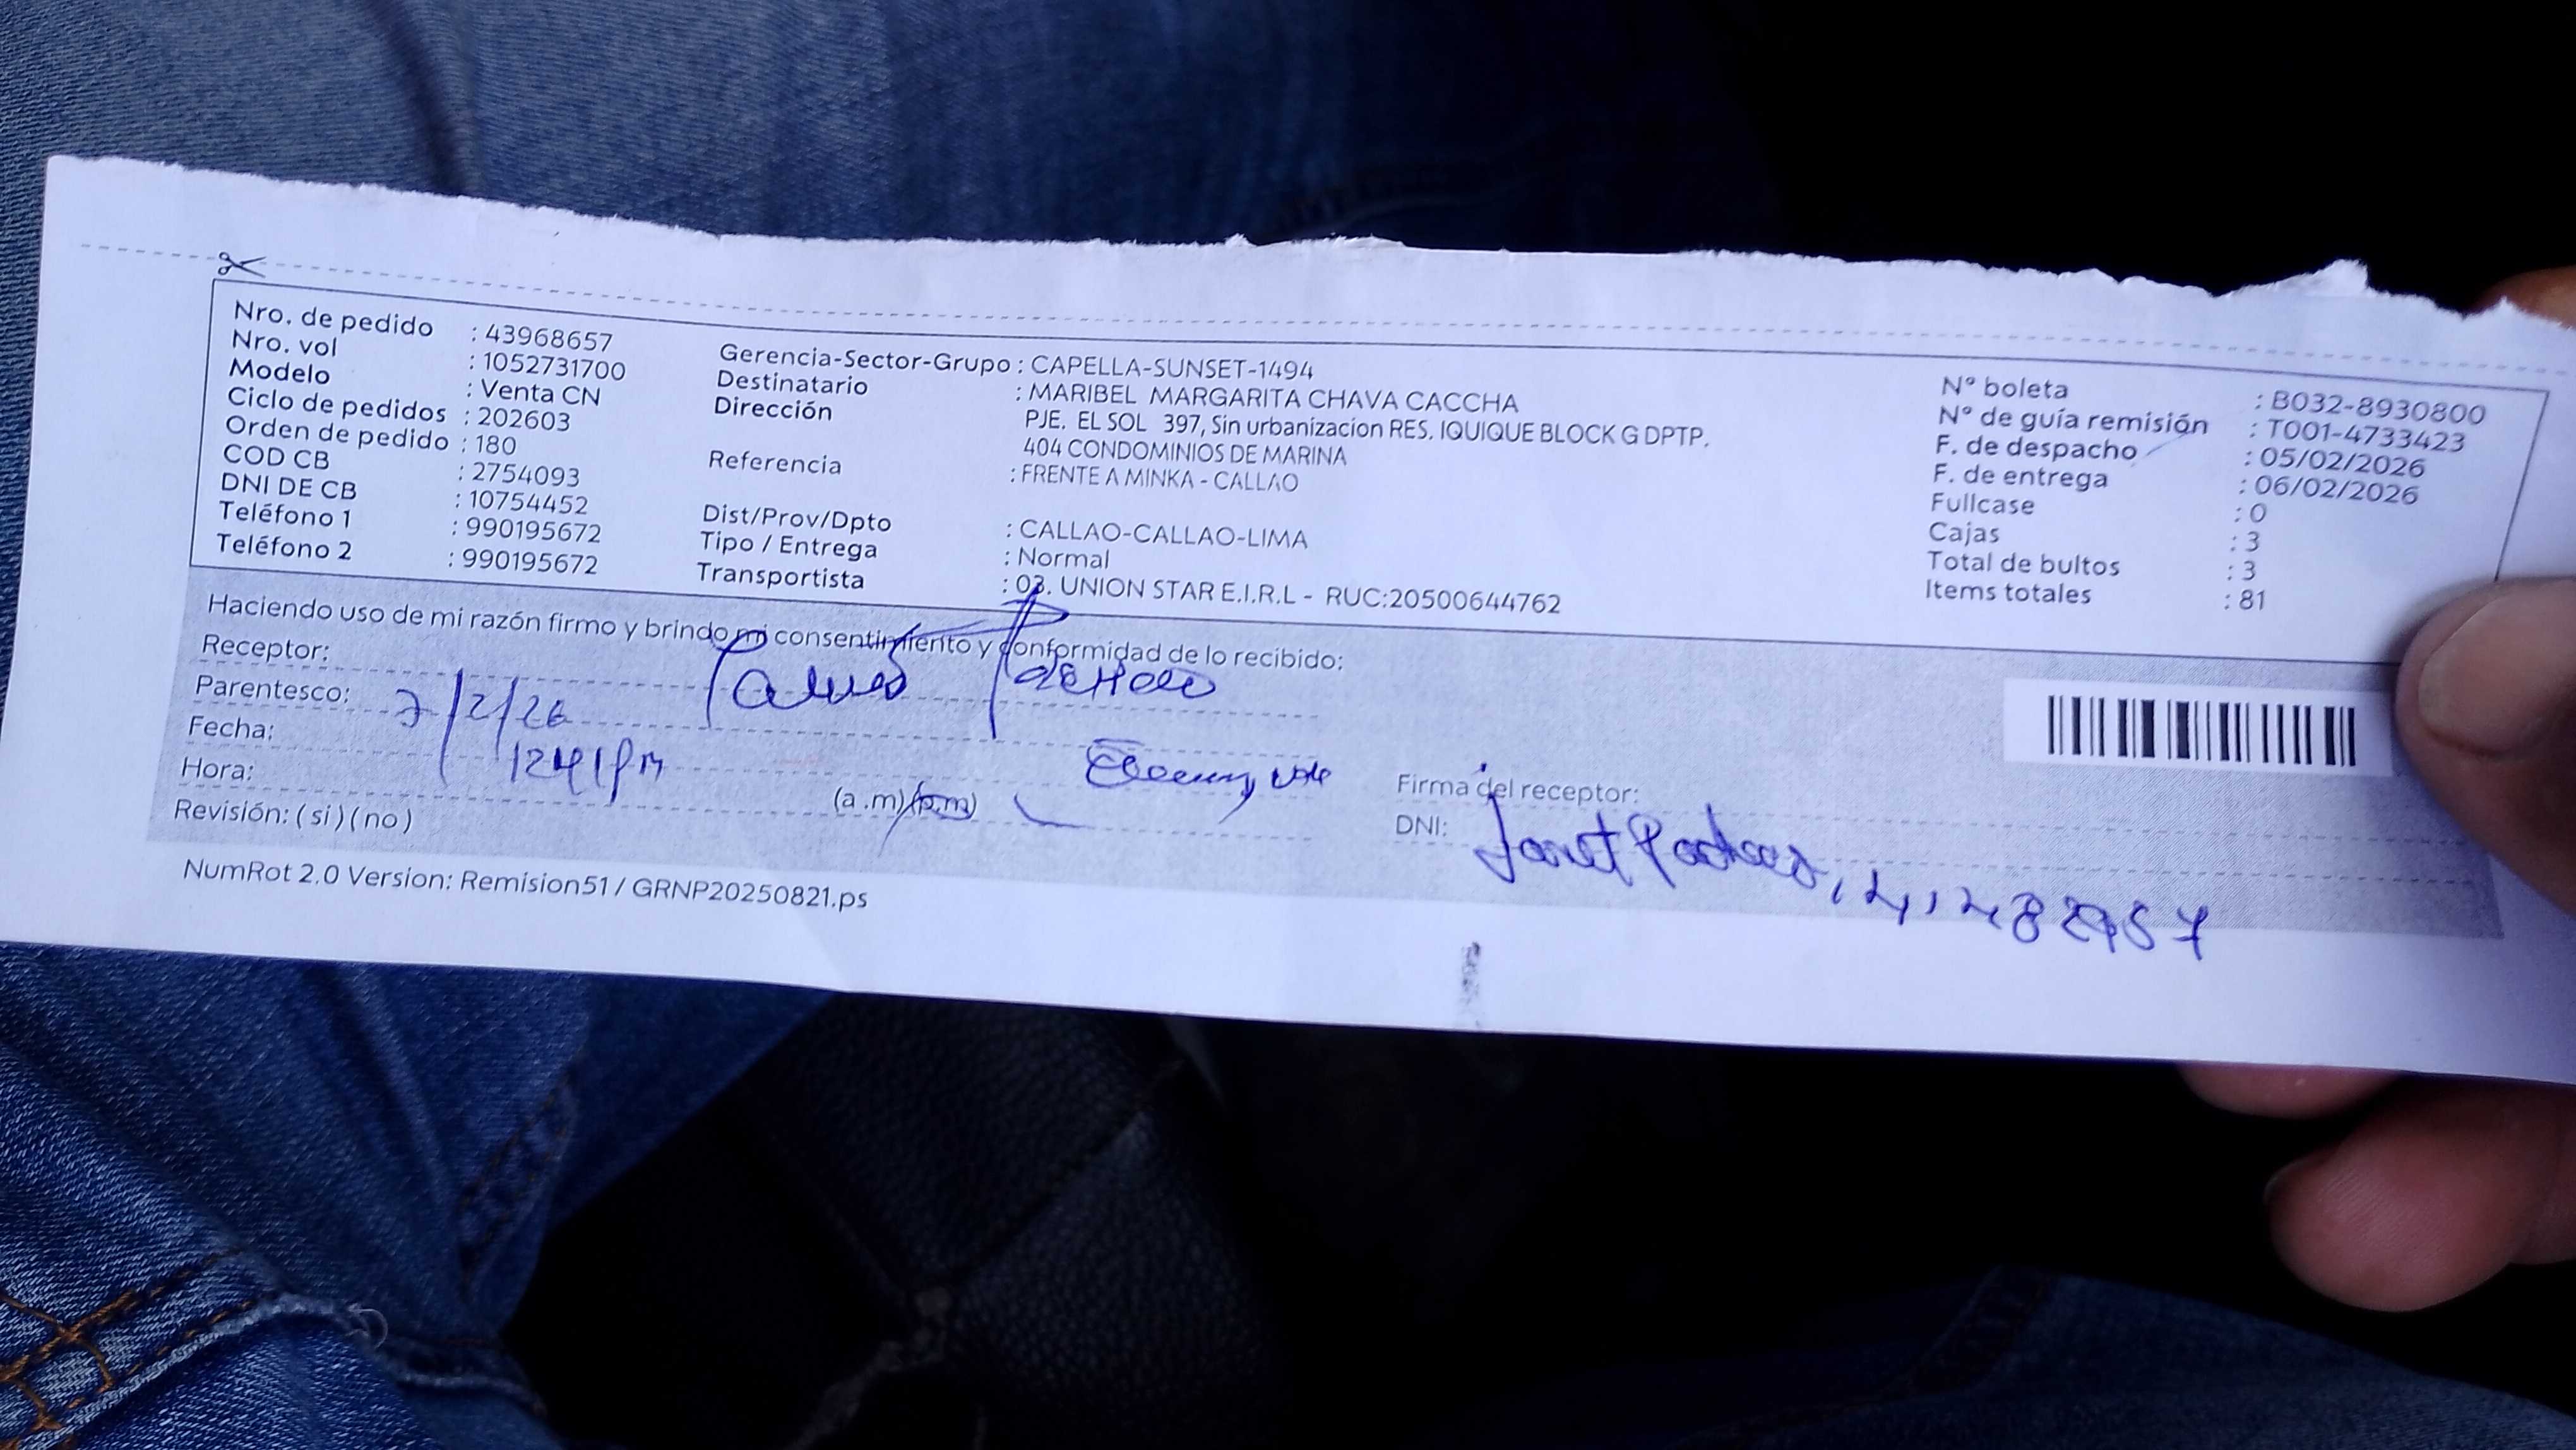 Nro. de pedido : 43968657
Nro. vol : 1052731700
Modelo : Venta CN
Ciclo de pedidos : 202603
Orden de pedido : 180
COD CB : 2754093
DNI DE CB : 10754452
Teléfono 1 : 990195672
Teléfono 2 : 990195672
Gerencia-Sector-Grupo : CAPELLA-SUNSET-1494
Destinatario : MARIBEL MARGARITA CHAVA CACCHA
Dirección PJE. EL SOL 397, Sin urbanizacion RES. IQUIQUE BLOCK G DPTP.
404 CONDOMINIOS DE MARINA
Referencia : FRENTE A MINKA - CALLAO
Dist/Prov/Dpto : CALLAO-CALLAO-LIMA
Tipo / Entrega : Normal
Transportista : 03. UNION STAR E.I.R.L - RUC:20500644762
N° boleta : B032-8930800
N° de guía remisión : T001-4733423
F. de despacho : 05/02/2026
F. de entrega : 06/02/2026
Fullcase : 0
Cajas : 3
Total de bultos : 3
Items totales : 81
Haciendo uso de mi razón firmo y brindo mi consentimiento y conformidad de lo recibido:
Receptor:
Parentesco:
7/2/26
Fecha:
1241pm
Hora: (a.m)(p.m)
Revisión: (si)(no)
Firma del receptor:
DNI:
Janet
NumRot 2.0 Version: Remision51 / GRNP20250821.ps